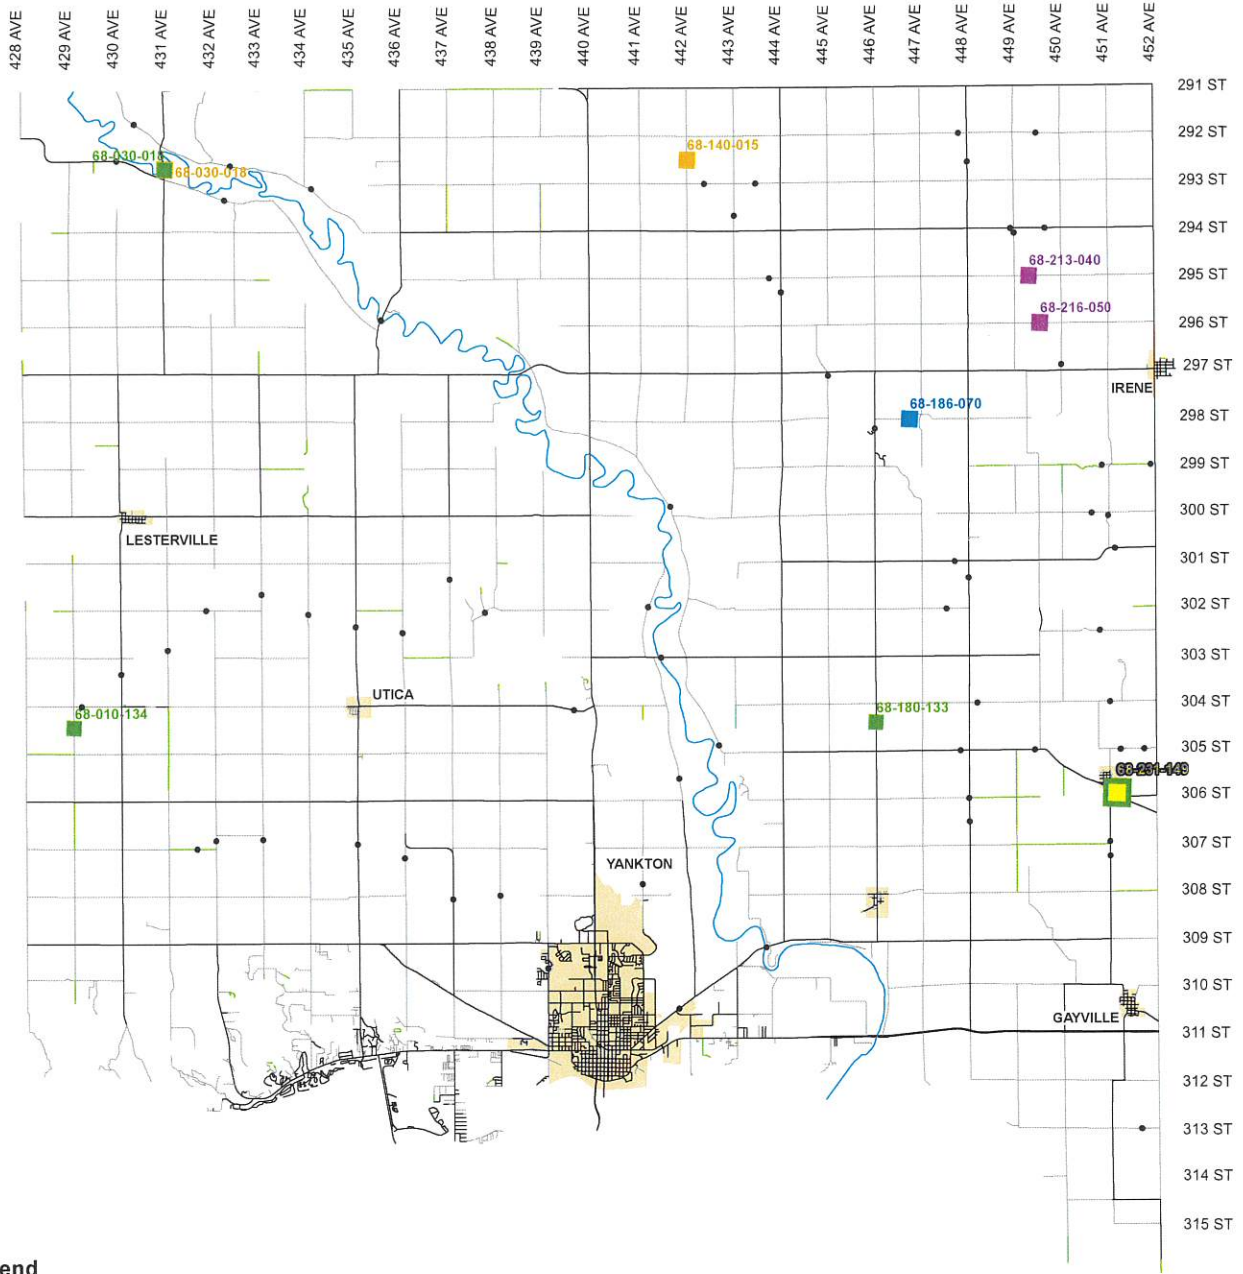 428 AVE
429 AVE
430 AVE
431 AVE
432 AVE
433 AVE
434 AVE
435 AVE
436 AVE
437 AVE
438 AVE
439 AVE
440 AVE
441 AVE
442 AVE
443 AVE
444 AVE
445 AVE
446 AVE
447 AVE
448 AVE
449 AVE
450 AVE
451 AVE
452 AVE
291 ST
292 ST
68-140-015
68-030-018
68-030-018
293 ST
294 ST
68-213-040
295 ST
68-216-050
296 ST
297 ST
IRENE
68-186-070
298 ST
299 ST
300 ST
LESTERVILLE
301 ST
302 ST
303 ST
UTICA
304 ST
68-010-134
68-180-133
305 ST
68-231-149
306 ST
307 ST
YANKTON
308 ST
309 ST
310 ST
GAYVILLE
311 ST
312 ST
313 ST
314 ST
315 ST
end